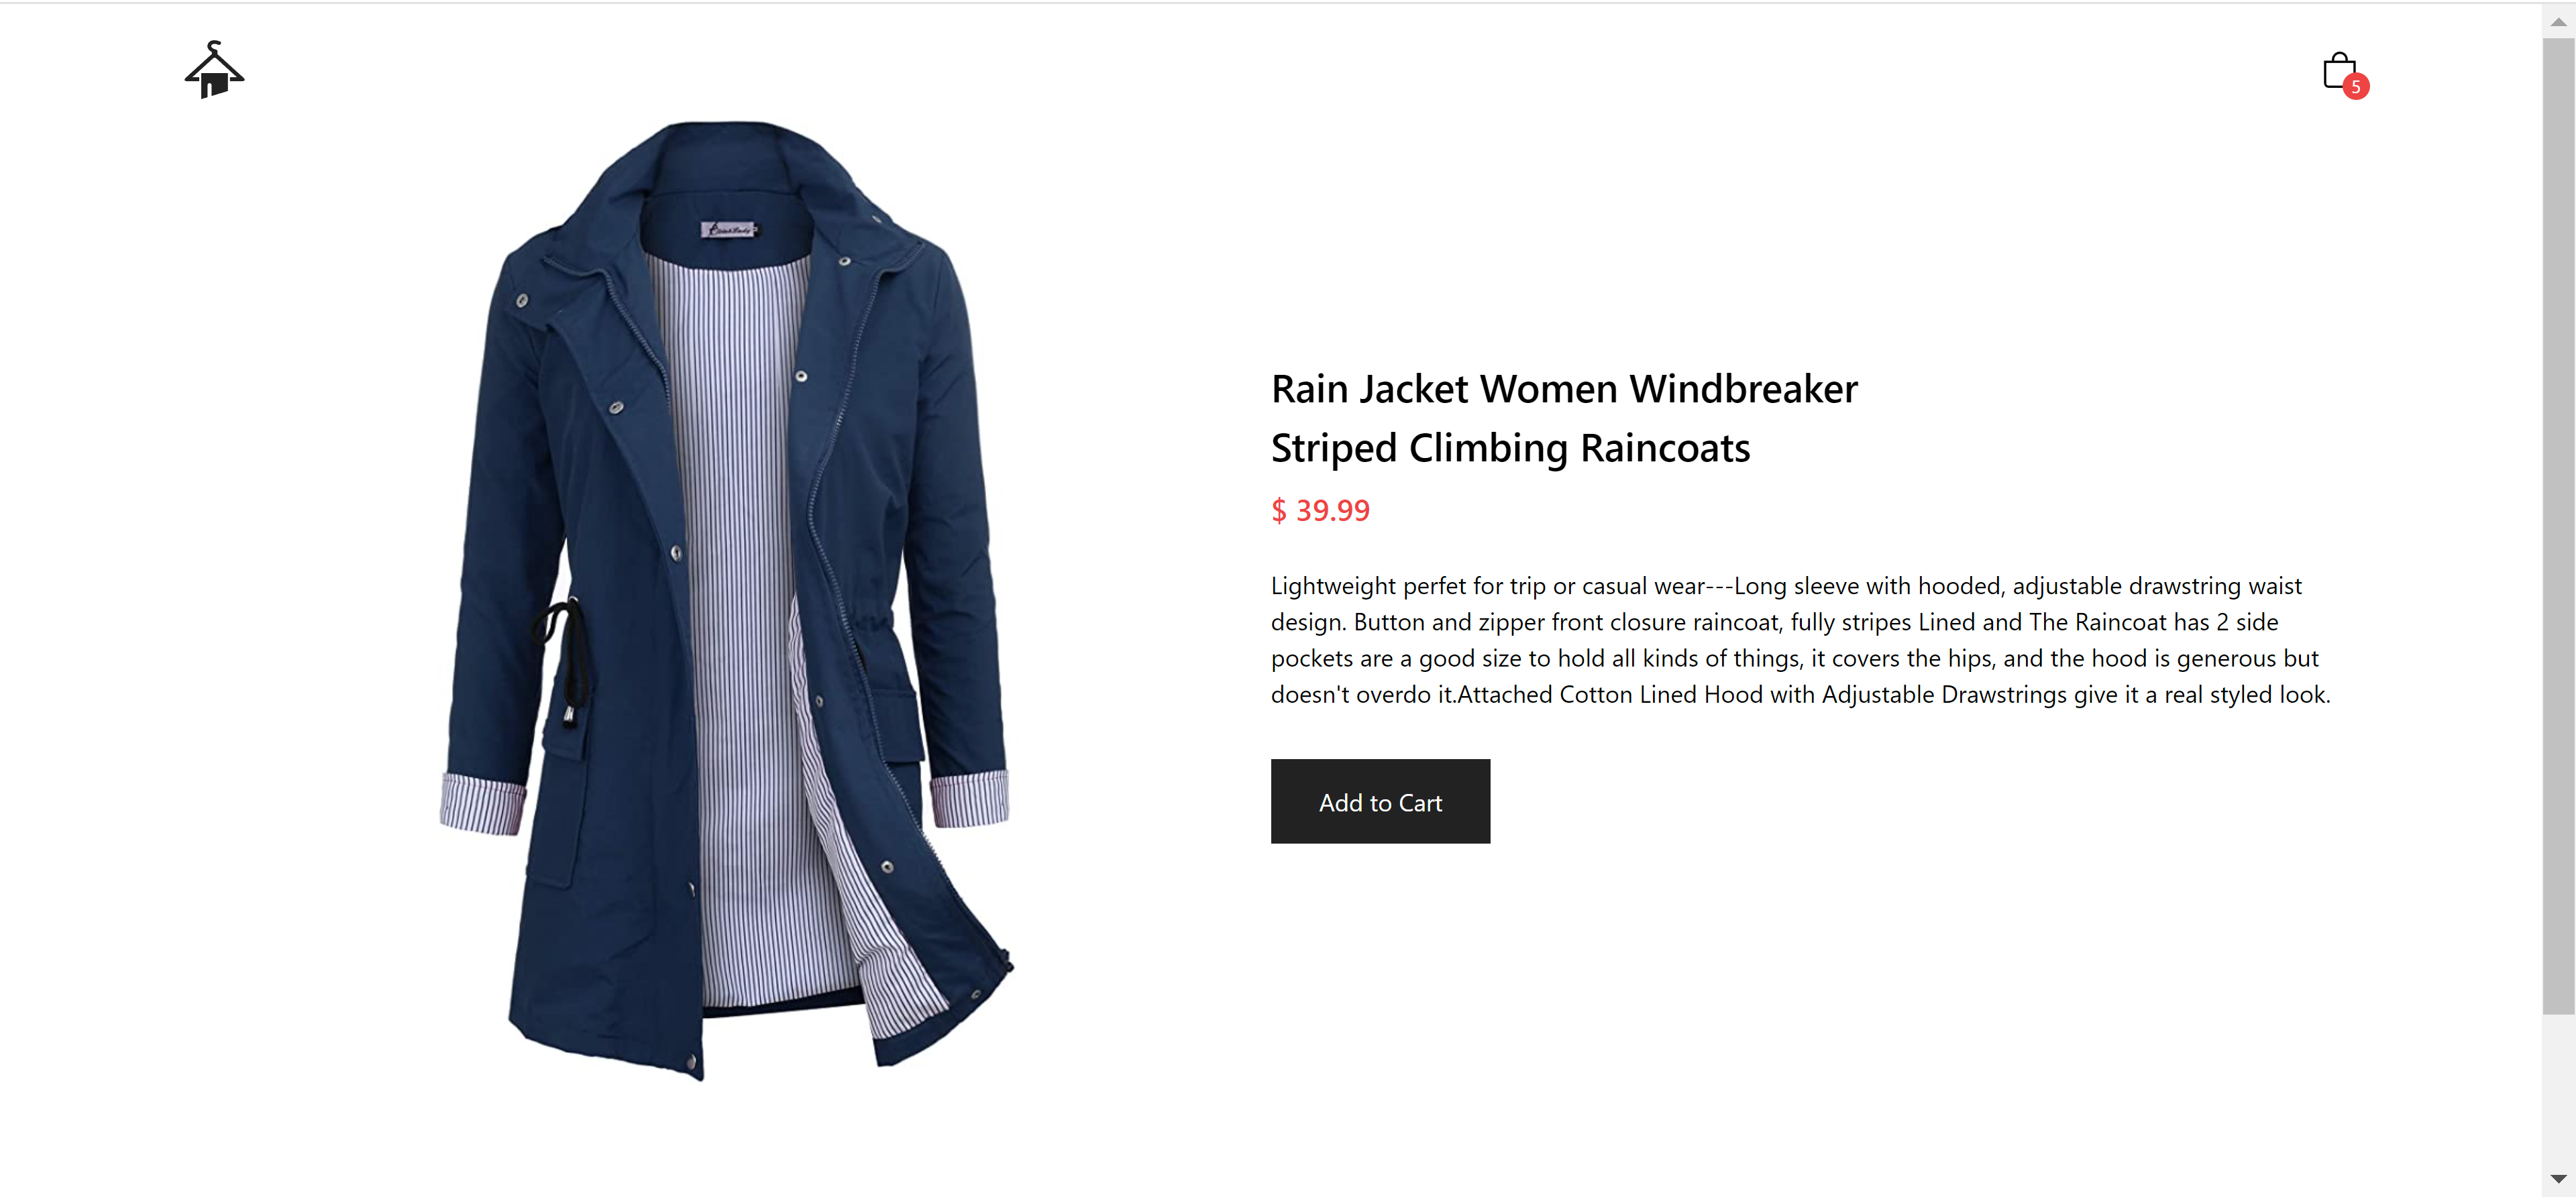 5
Rain Jacket Women Windbreaker
Striped Climbing Raincoats
$ 39.99
Lightweight perfet for trip or casual wear---Long sleeve with hooded, adjustable drawstring waist
design. Button and zipper front closure raincoat, fully stripes Lined and The Raincoat has 2 side
pockets are a good size to hold all kinds of things, it covers the hips, and the hood is generous but
doesn't overdo it.Attached Cotton Lined Hood with Adjustable Drawstrings give it a real styled look.
Add to Cart